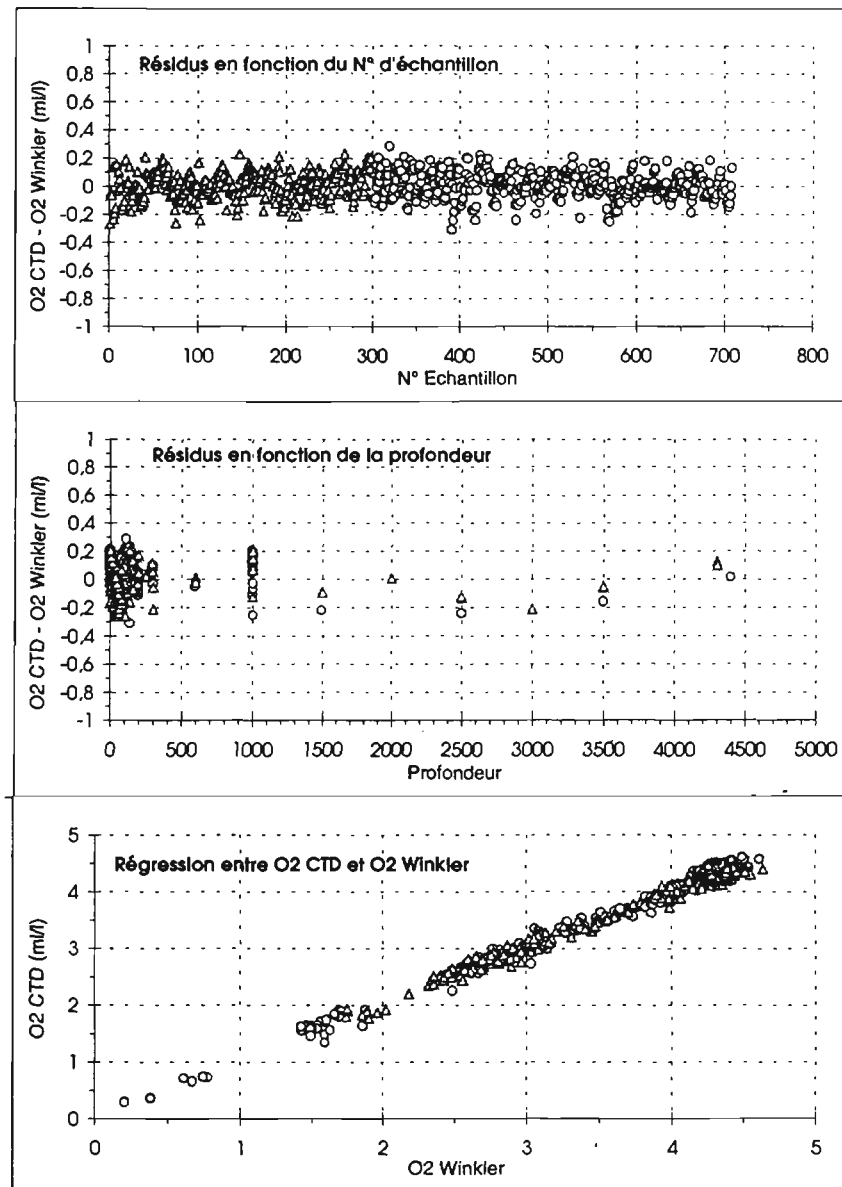 Résidus en fonction du N° d'échantillon
O2 CTD - O2 Winkler (ml/l)
1
0.8
0.6
0.4
0.2
0
-0.2
-0.4
-0.6
-0.8
-1
0 100 200 300 400 500 600 700 800
N° Echantillon
Résidus en fonction de la profondeur
O2 CTD - O2 Winkler (ml/l)
1
0.8
0.6
0.4
0.2
0
-0.2
-0.4
-0.6
-0.8
-1
0 500 1000 1500 2000 2500 3000 3500 4000 4500 5000
Profondeur
Régression entre O2 CTD et O2 Winkler
O2 CTD (ml/l)
5
4
3
2
1
0
0 1 2 3 4 5
O2 Winkler